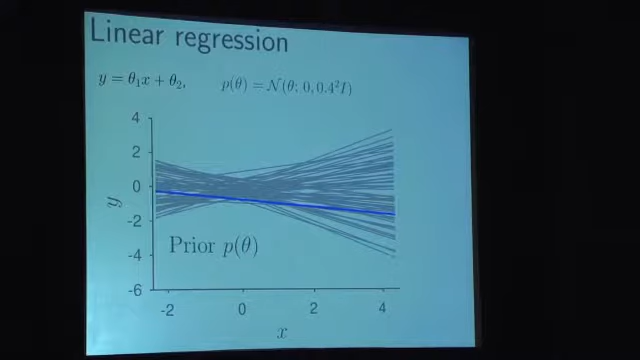 Linear regression
y = θ₁x + θ₂, p(θ) = N(θ; 0, 0.4²I)
4
2
0
-2
-4
-6
y
Prior p(θ)
-2 0 2 4
x